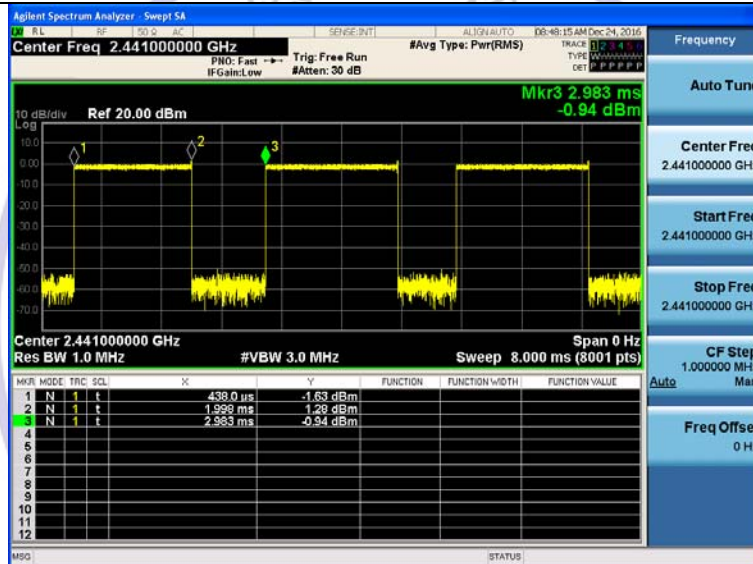 Agilent Spectrum Analyzer - Swept SA
RL RF 50 Ω AC SENSE:INT ALIGNAUTO 08:48:15 AM Dec 24, 2016
Center Freq 2.441000000 GHz
PNO: Fast
IFGain:Low
Trig: Free Run
#Atten: 30 dB
#Avg Type: Pwr(RMS)
TRACE 1 2 3 4 5 6
TYPE
DET P P P P P P
Mkr3 2.983 ms
-0.94 dBm
10 dB/div Ref 20.00 dBm
Log
10.0
0.00
-10.0
-20.0
-30.0
-40.0
-50.0
-60.0
-70.0
1
2
3
Center 2.441000000 GHz Span 0 Hz
Res BW 1.0 MHz #VBW 3.0 MHz Sweep 8.000 ms (8001 pts)
MKR MODE TRC SCL X Y FUNCTION FUNCTION WIDTH FUNCTION VALUE
1 N 1 t 438.0 µs -1.63 dBm
2 N 1 t 1.998 ms 1.28 dBm
3 N 1 t 2.983 ms -0.94 dBm
4
5
6
7
8
9
10
11
12
MSG STATUS
Frequency
Auto Tun
Center Fre
2.441000000 GH
Start Fre
2.441000000 GH
Stop Fre
2.441000000 GH
CF Step
1.000000 MH
Auto Ma
Freq Offse
0 H